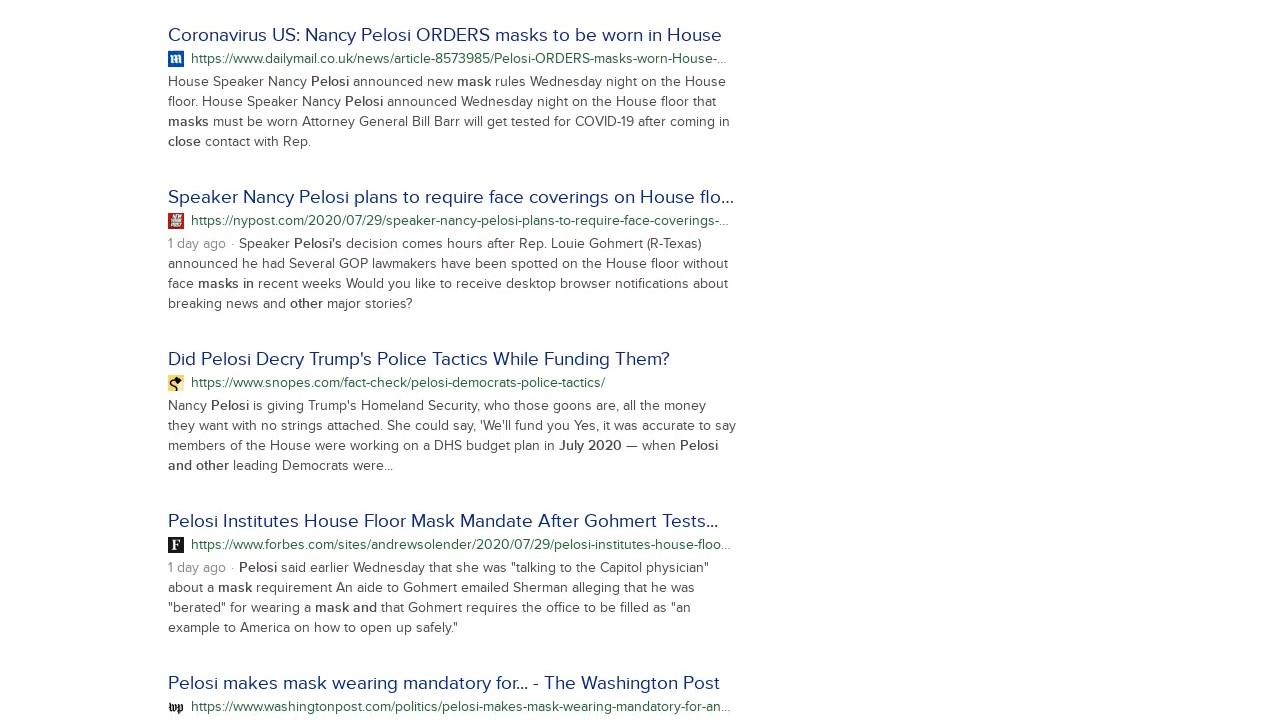 Coronavirus US: Nancy Pelosi ORDERS masks to be worn in House
https://www.dailymail.co.uk/news/article-8573985/Pelosi-ORDERS-masks-worn-House-...
House Speaker Nancy Pelosi announced new mask rules Wednesday night on the House
floor. House Speaker Nancy Pelosi announced Wednesday night on the House floor that
masks must be worn Attorney General Bill Barr will get tested for COVID-19 after coming in
close contact with Rep.
Speaker Nancy Pelosi plans to require face coverings on House flo...
https://nypost.com/2020/07/29/speaker-nancy-pelosi-plans-to-require-face-coverings-...
1 day ago · Speaker Pelosi's decision comes hours after Rep. Louie Gohmert (R-Texas)
announced he had Several GOP lawmakers have been spotted on the House floor without
face masks in recent weeks Would you like to receive desktop browser notifications about
breaking news and other major stories?
Did Pelosi Decry Trump's Police Tactics While Funding Them?
https://www.snopes.com/fact-check/pelosi-democrats-police-tactics/
Nancy Pelosi is giving Trump's Homeland Security, who those goons are, all the money
they want with no strings attached. She could say, 'We'll fund you Yes, it was accurate to say
members of the House were working on a DHS budget plan in July 2020 — when Pelosi
and other leading Democrats were...
Pelosi Institutes House Floor Mask Mandate After Gohmert Tests...
F https://www.forbes.com/sites/andrewsolender/2020/07/29/pelosi-institutes-house-floo...
1 day ago · Pelosi said earlier Wednesday that she was "talking to the Capitol physician"
about a mask requirement An aide to Gohmert emailed Sherman alleging that he was
"berated" for wearing a mask and that Gohmert requires the office to be filled as "an
example to America on how to open up safely."
Pelosi makes mask wearing mandatory for... - The Washington Post
wp https://www.washingtonpost.com/politics/pelosi-makes-mask-wearing-mandatory-for-an...